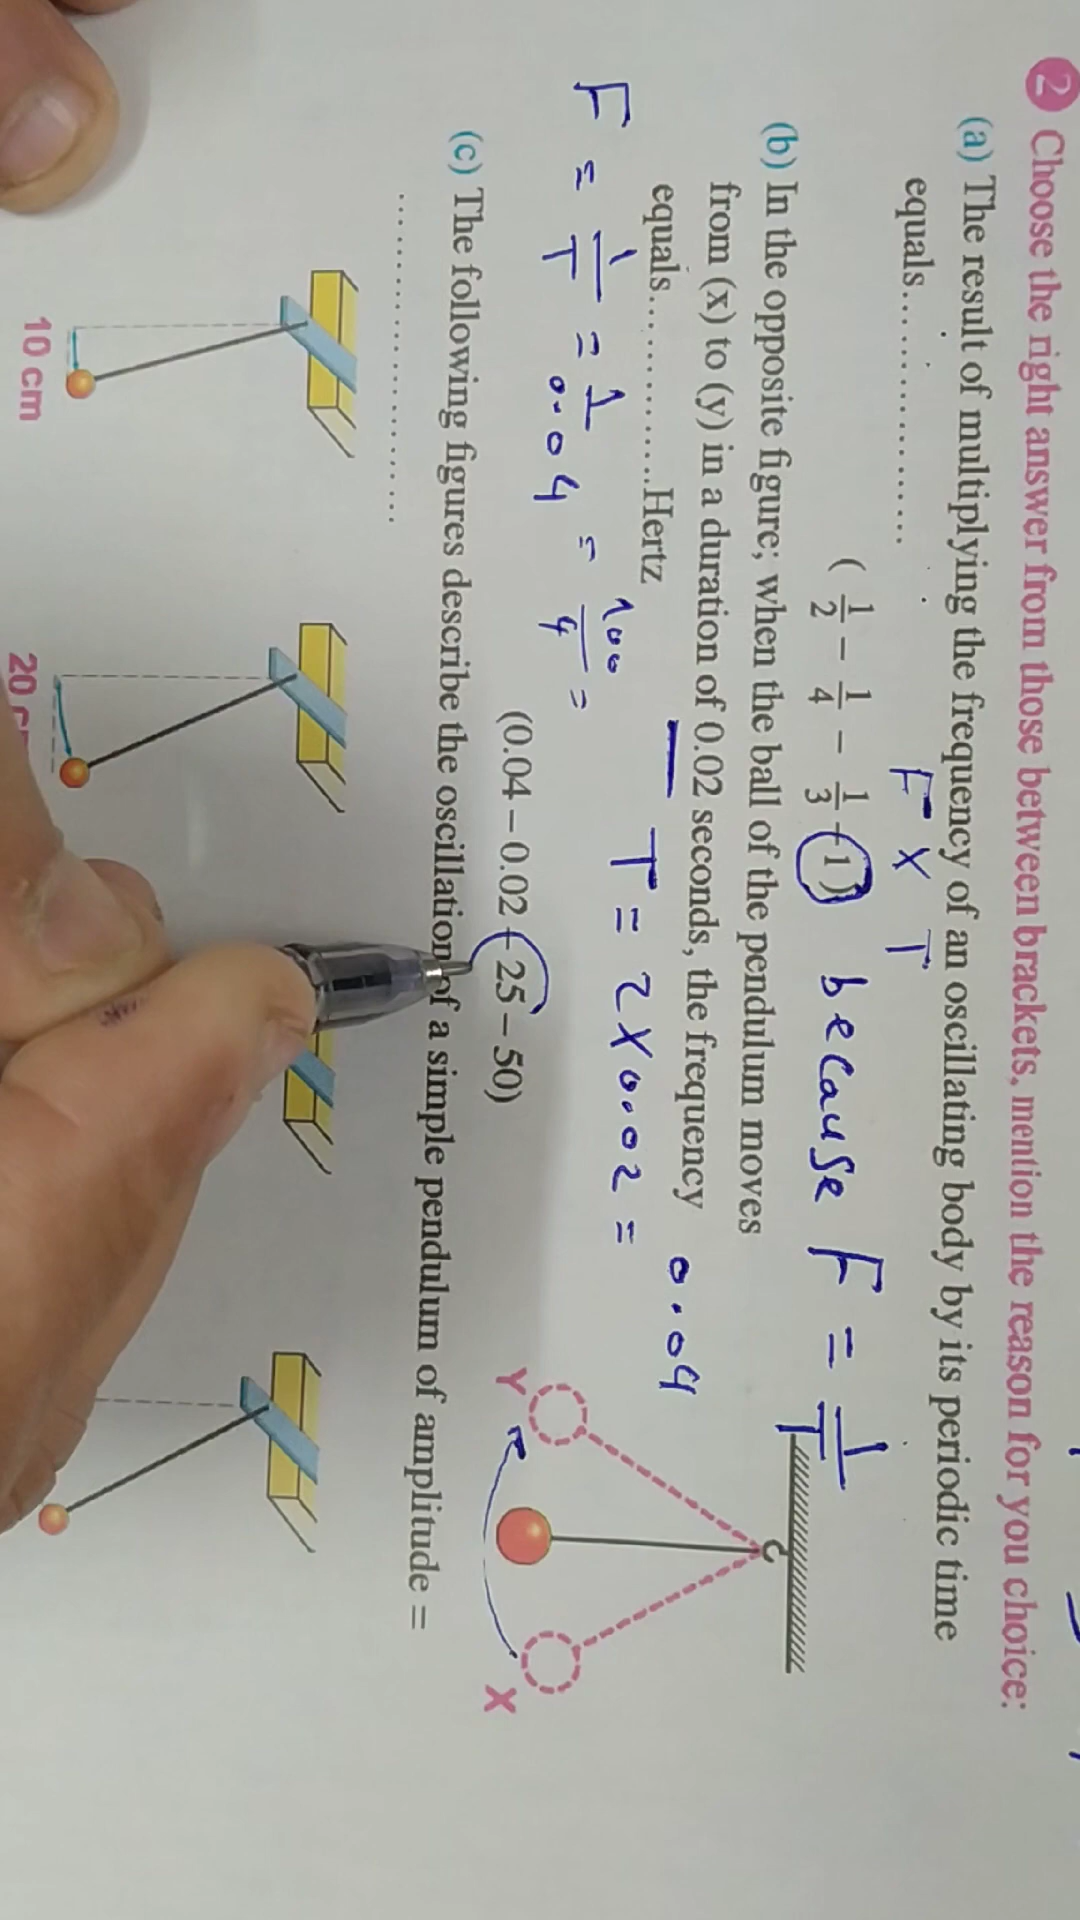 2 Choose the right answer from those between brackets, mention the reason for you choice:
(a) The result of multiplying the frequency of an oscillating body by its periodic time
equals................ F X T
( 1/2 – 1/4 – 1/3 – 1 ) because F = 1/T
(b) In the opposite figure; when the ball of the pendulum moves
from (x) to (y) in a duration of 0.02 seconds, the frequency
equals................Hertz
T = 2X0.02 = 0.04
F = 1/T = 1/0.04 = 100/4 =
(0.04 – 0.02 – 25 – 50)
Y X
(c) The following figures describe the oscillation of a simple pendulum of amplitude =
................
10 cm
20